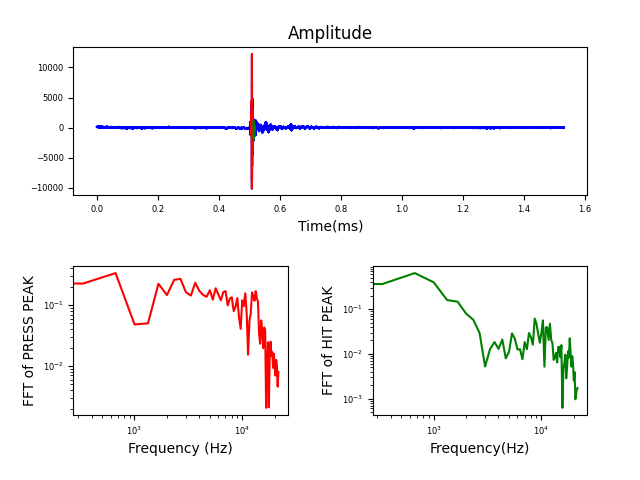 Amplitude
10000
5000
0
−5000
−10000
0.0 0.2 0.4 0.6 0.8 1.0 1.2 1.4 1.6
Time(ms)
FFT of PRESS PEAK
10⁻¹
10⁻²
10³ 10⁴
Frequency (Hz)
FFT of HIT PEAK
10⁻¹
10⁻²
10⁻³
10³ 10⁴
Frequency(Hz)